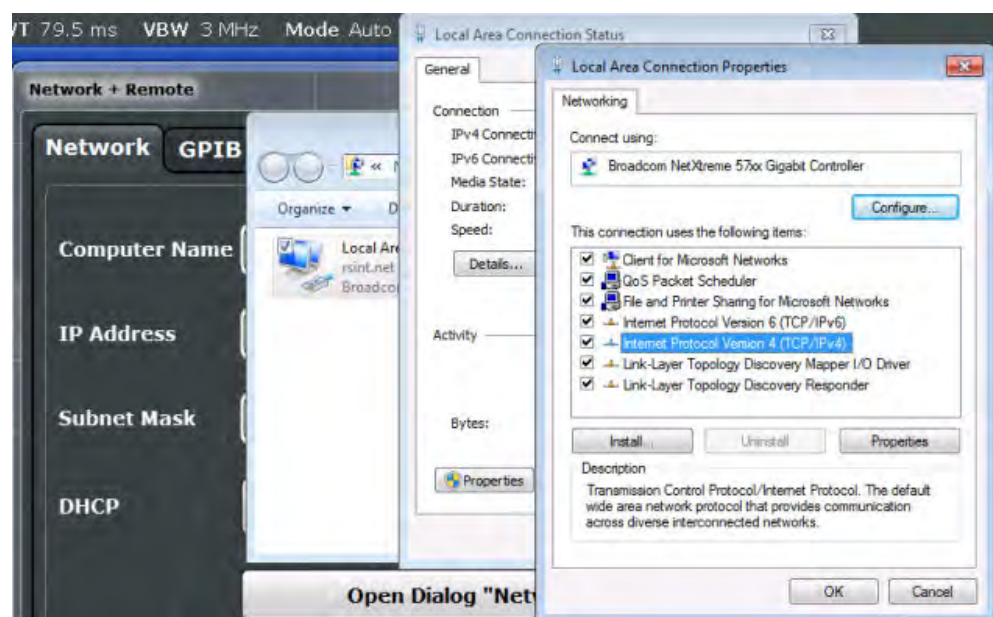 79.5 ms VBW 3 MHz Mode Auto
Network + Remote
Network GPIB
Computer Name
IP Address
Subnet Mask
DHCP
Open Dialog "Netw
Organize
Local Are
rsint.net
Broadco
Local Area Connection Status
General
Connection
IPv4 Connecti
IPv6 Connecti
Media State:
Duration:
Speed:
Details...
Activity
Bytes:
Properties
Local Area Connection Properties
Networking
Connect using:
Broadcom NetXtreme 57xx Gigabit Controller
Configure...
This connection uses the following items:
Client for Microsoft Networks
QoS Packet Scheduler
File and Printer Sharing for Microsoft Networks
Internet Protocol Version 6 (TCP/IPv6)
Internet Protocol Version 4 (TCP/IPv4)
Link-Layer Topology Discovery Mapper I/O Driver
Link-Layer Topology Discovery Responder
Install...
Uninstall
Properties
Description
Transmission Control Protocol/Internet Protocol. The default
wide area network protocol that provides communication
across diverse interconnected networks.
OK
Cancel